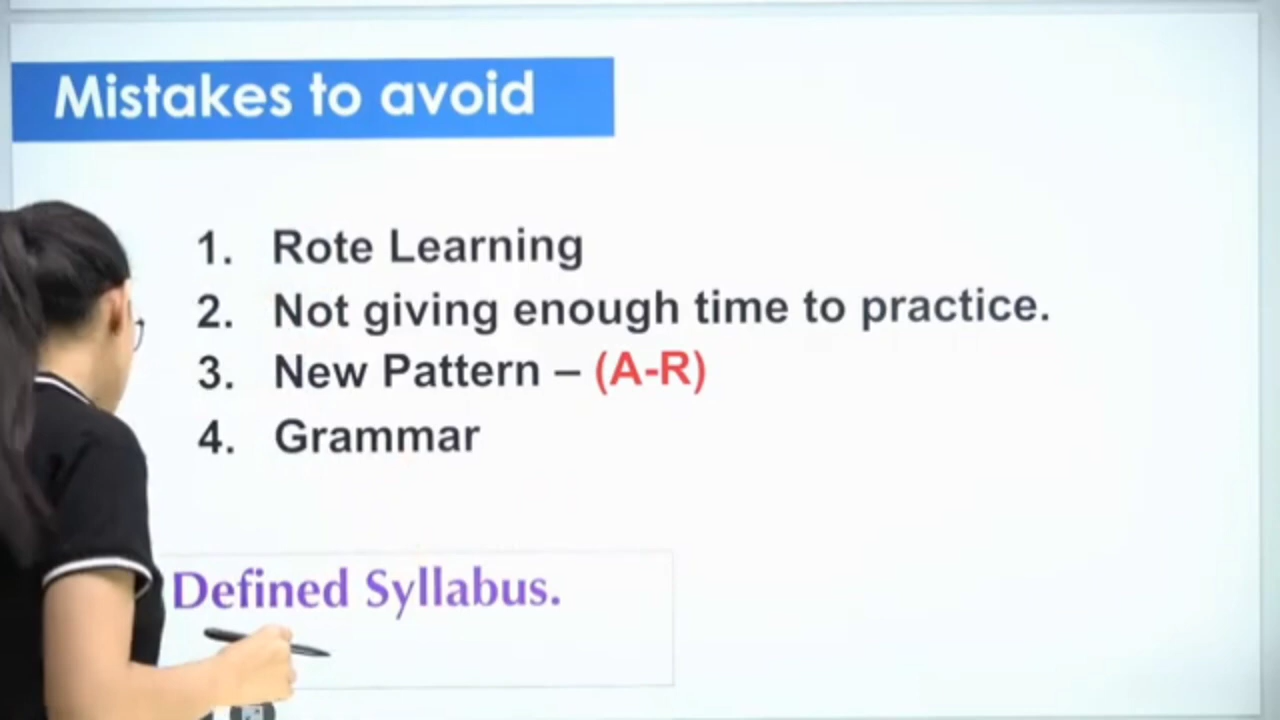 Mistakes to avoid
1. Rote Learning
2. Not giving enough time to practice.
3. New Pattern – (A-R)
4. Grammar
Defined Syllabus.